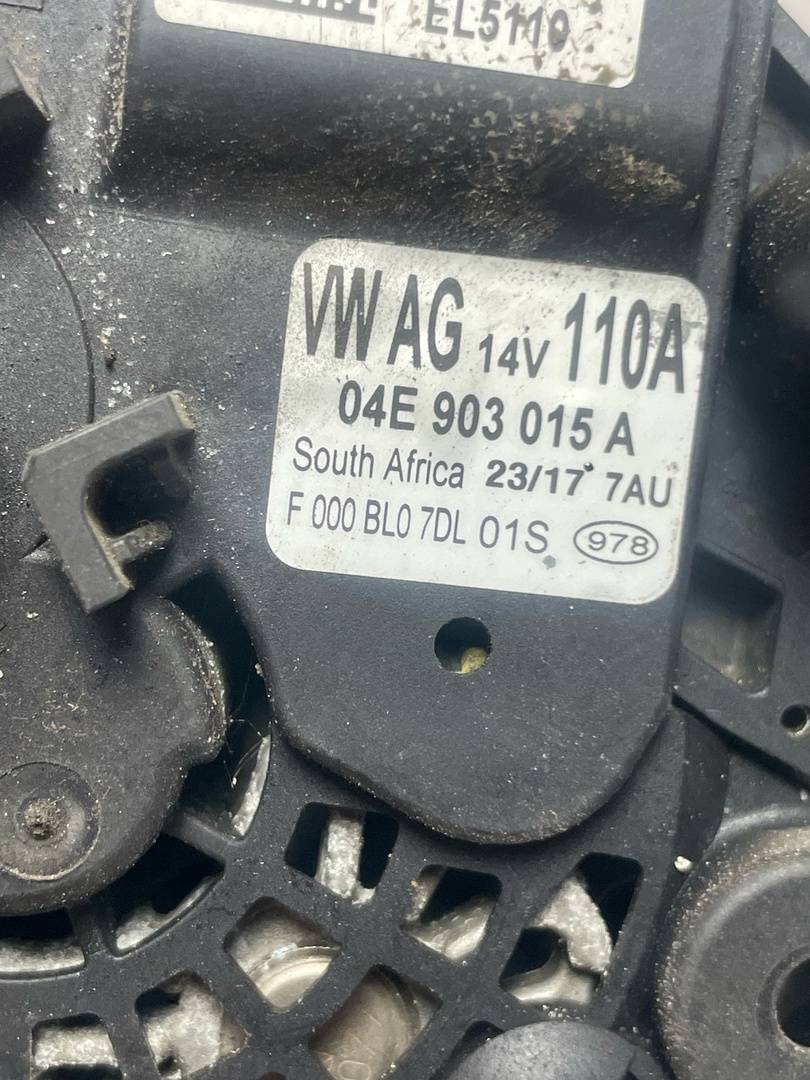 EL5110
VW AG 14V 110A
04E 903 015 A
South Africa 23/17 7AU
F 000 BL0 7DL 01S 978